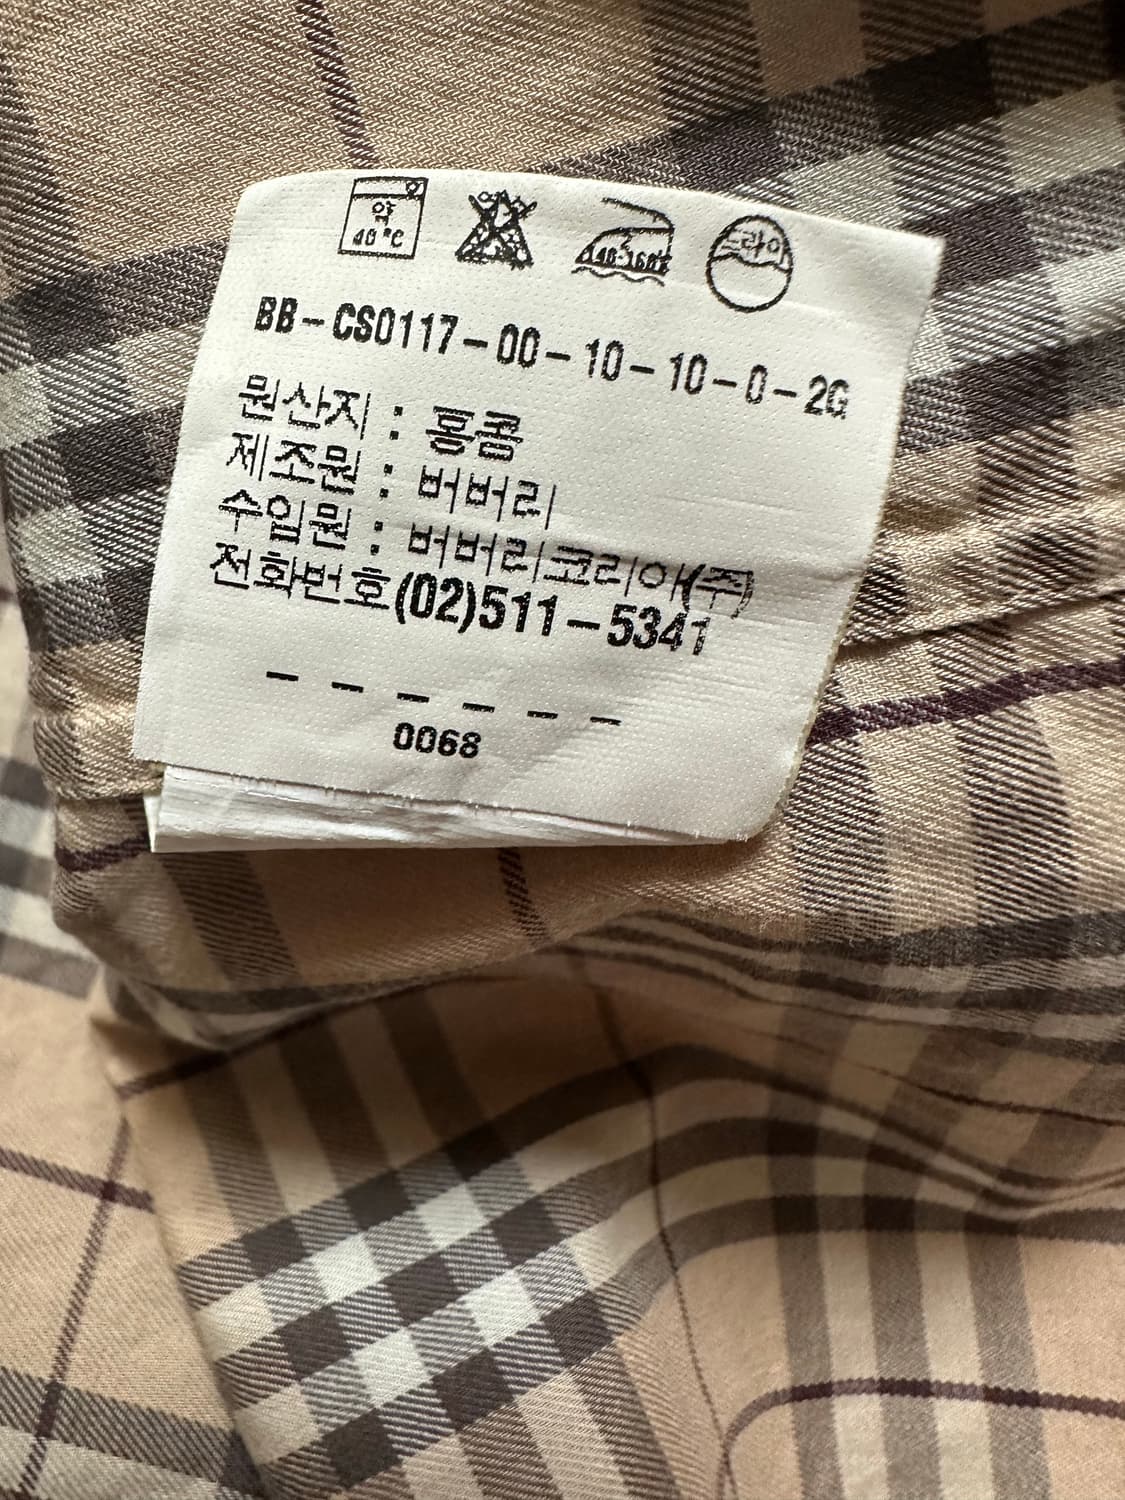 약
40°C
140-160℃
드라이
BB-CS0117-00-10-10-0-2G
원산지 : 홍콩
제조원 : 버버리
수입원 : 버버리코리아(주)
전화번호(02)511-5341
------
0068